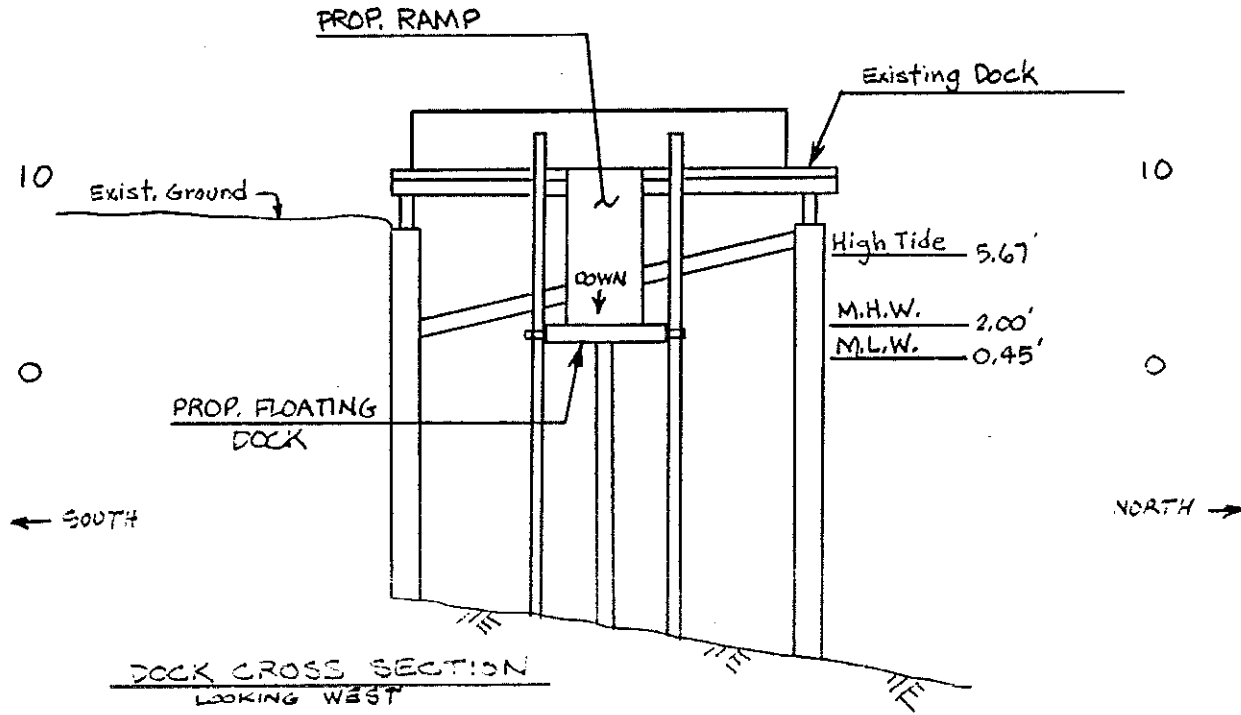 PROP. RAMP
Existing Dock
10
10
Exist. Ground
High Tide 5.67'
DOWN
M.H.W. 2.00'
M.L.W. 0.45'
0
0
PROP. FLOATING
DOCK
← SOUTH
NORTH →
DOCK CROSS SECTION
LOOKING WEST